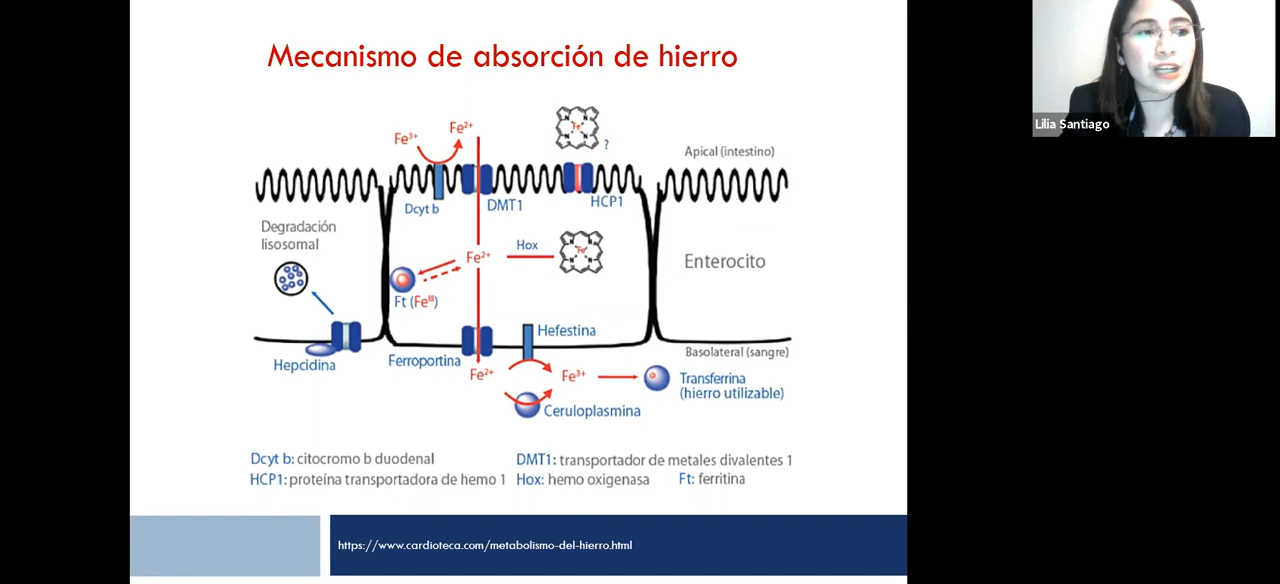 Mecanismo de absorción de hierro
Lilia Santiago
Fe³⁺
Fe²⁺
Fe
N
N
N
N
?
Apical (intestino)
Dcyt b
DMT1
HCP1
Degradación
lisosomal
Fe²⁺
Hox
Fe
N
N
N
N
Enterocito
Ft (Feᴵᴵᴵ)
Hepcidina
Ferroportina
Hefestina
Basolateral (sangre)
Fe²⁺
Fe³⁺
Transferrina
(hierro utilizable)
Ceruloplasmina
Dcyt b: citocromo b duodenal
DMT1: transportador de metales divalentes 1
HCP1: proteína transportadora de hemo 1
Hox: hemo oxigenasa
Ft: ferritina
https://www.cardioteca.com/metabolismo-del-hierro.html